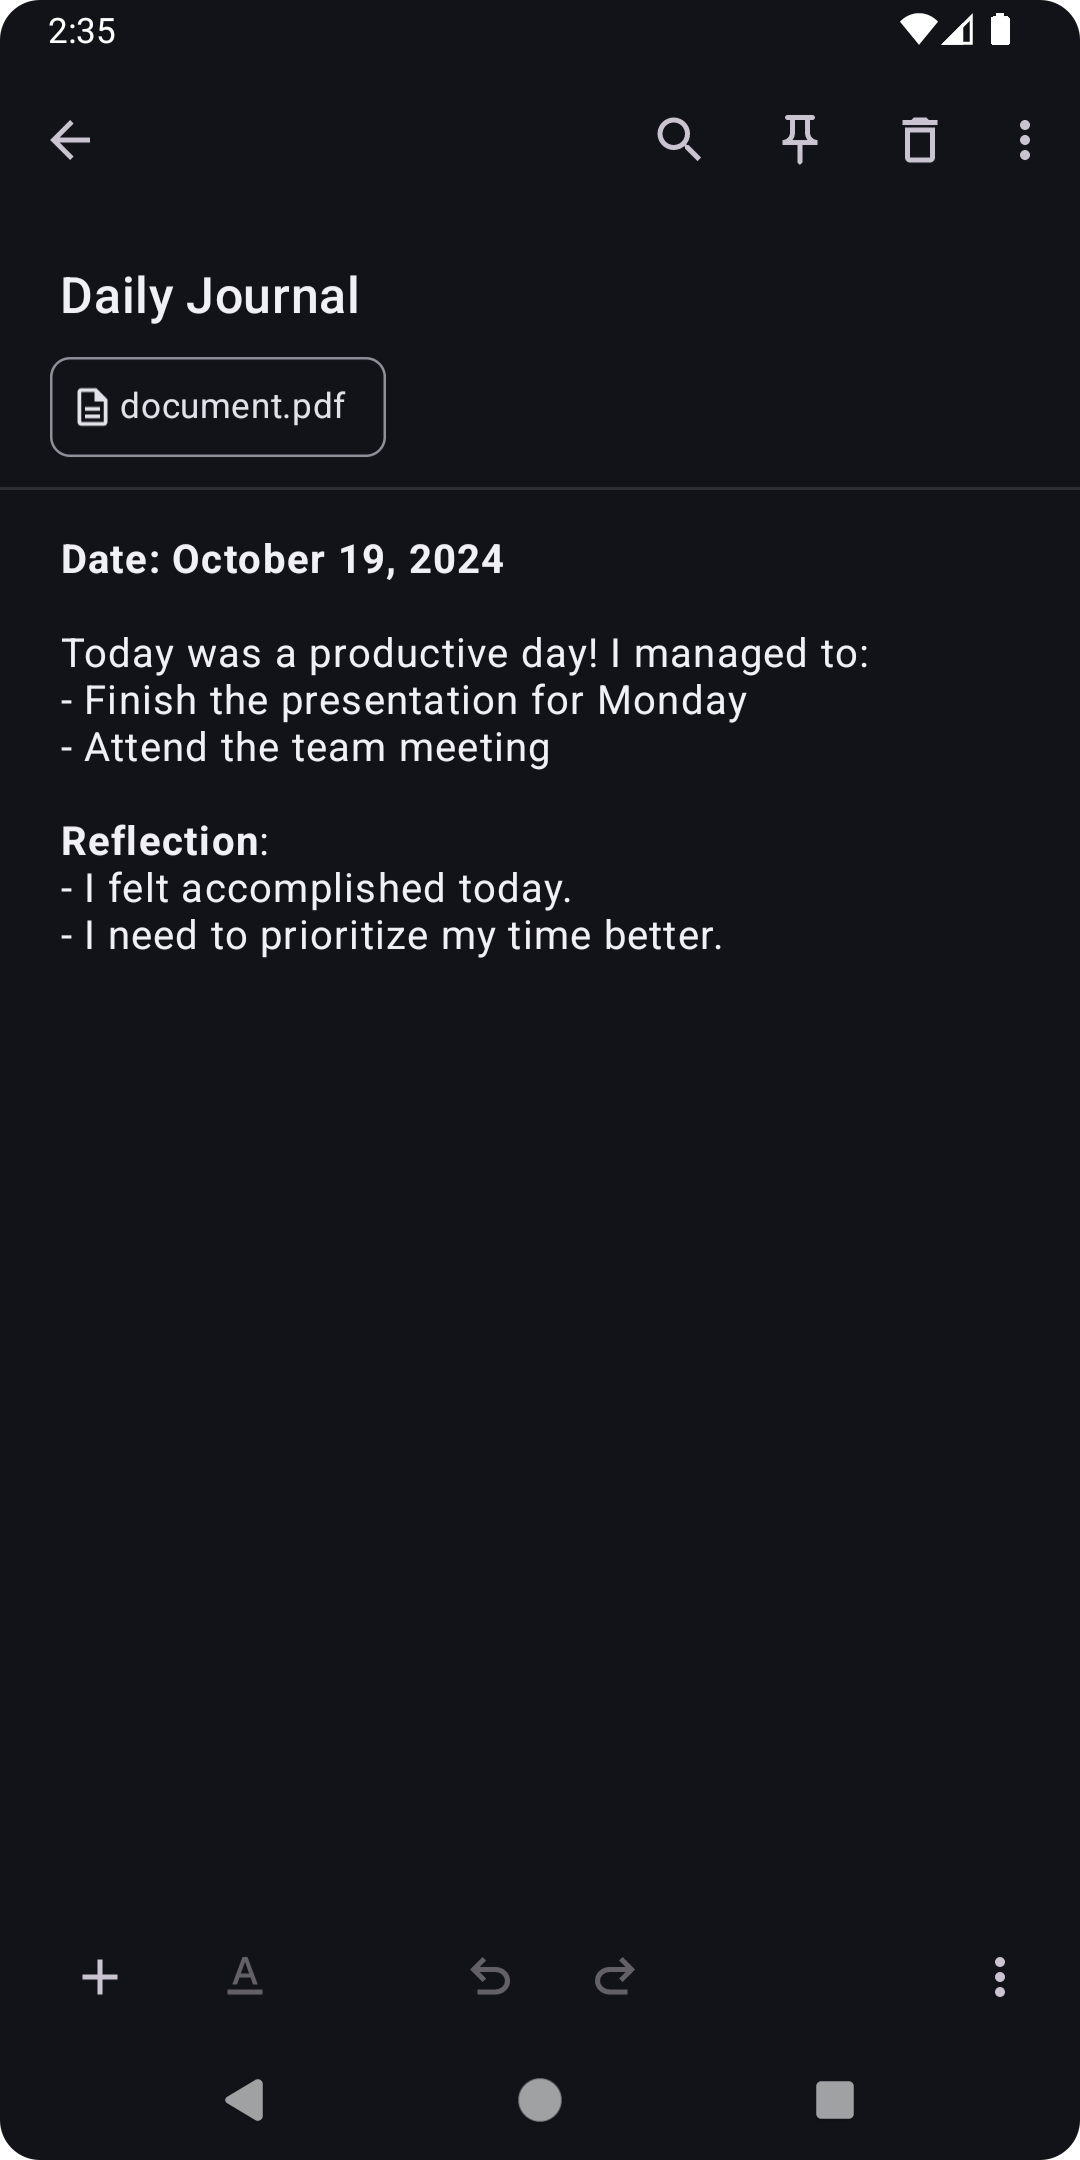 2:35
Daily Journal
document.pdf
Date: October 19, 2024
Today was a productive day! I managed to:
- Finish the presentation for Monday
- Attend the team meeting
Reflection:
- I felt accomplished today.
- I need to prioritize my time better.
A